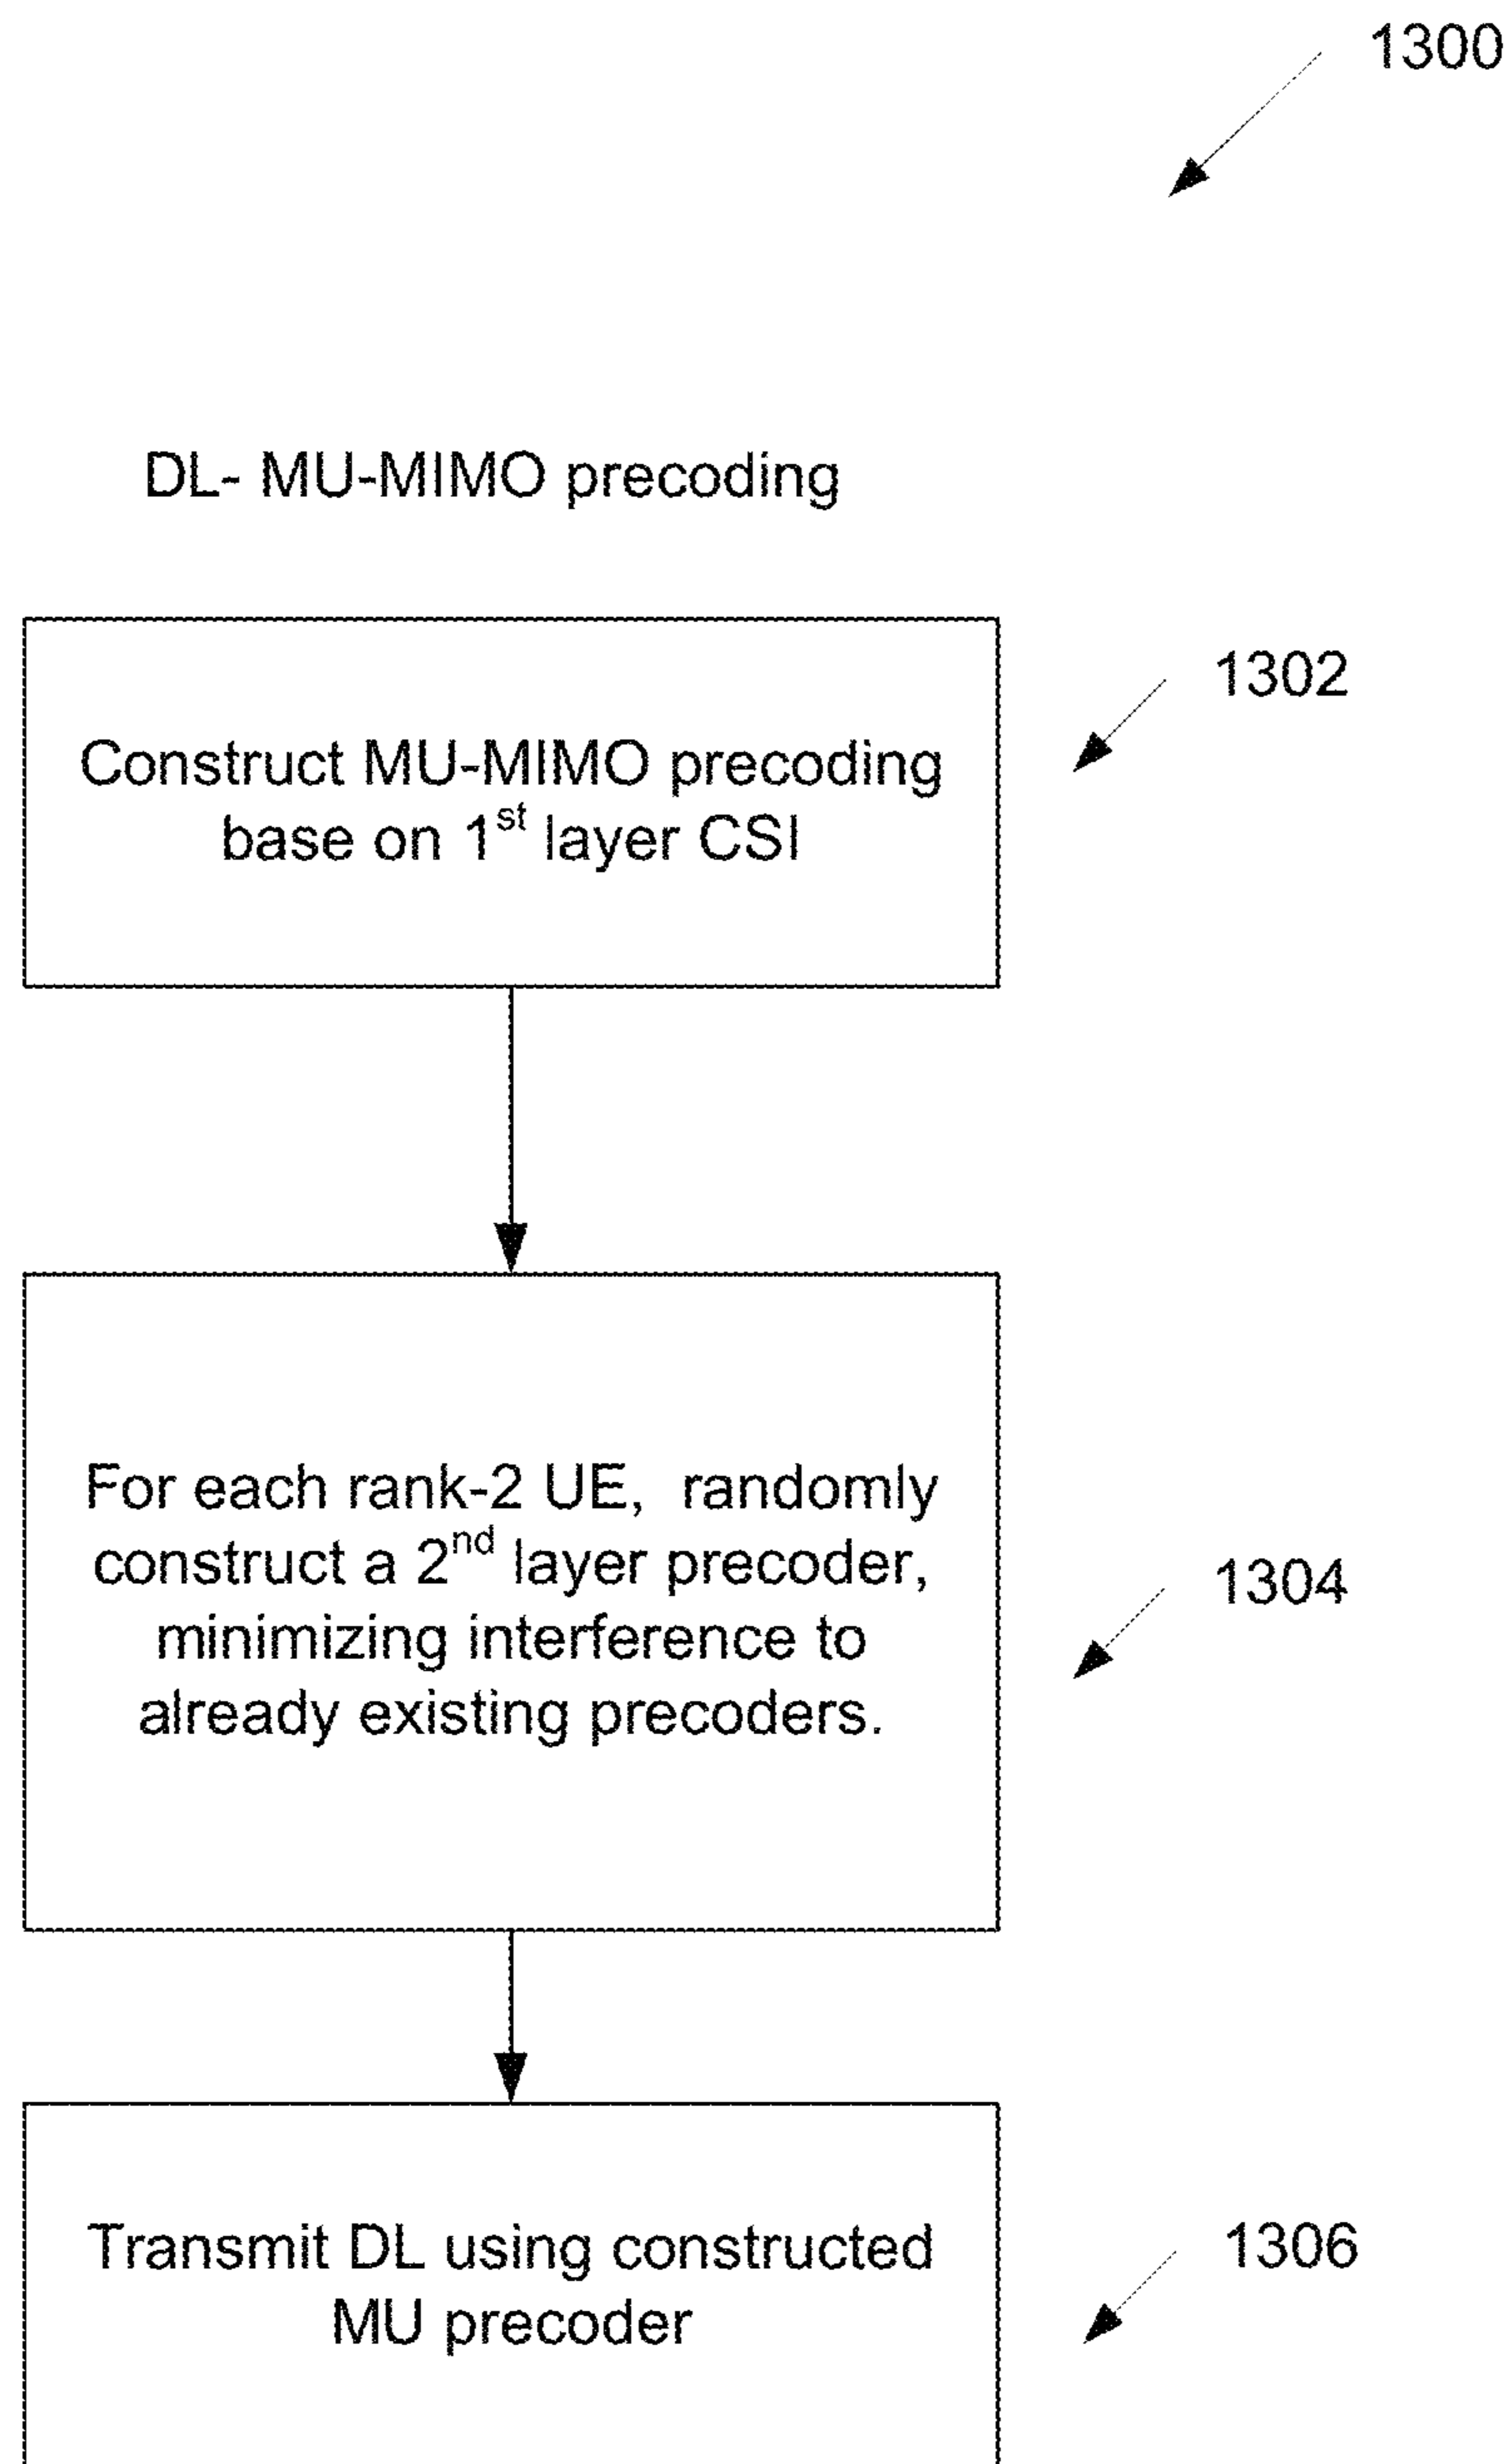 1300
DL- MU-MIMO precoding
Construct MU-MIMO precoding
base on 1st layer CSI
1302
For each rank-2 UE, randomly
construct a 2nd layer precoder,
minimizing interference to
already existing precoders.
1304
Transmit DL using constructed
MU precoder
1306